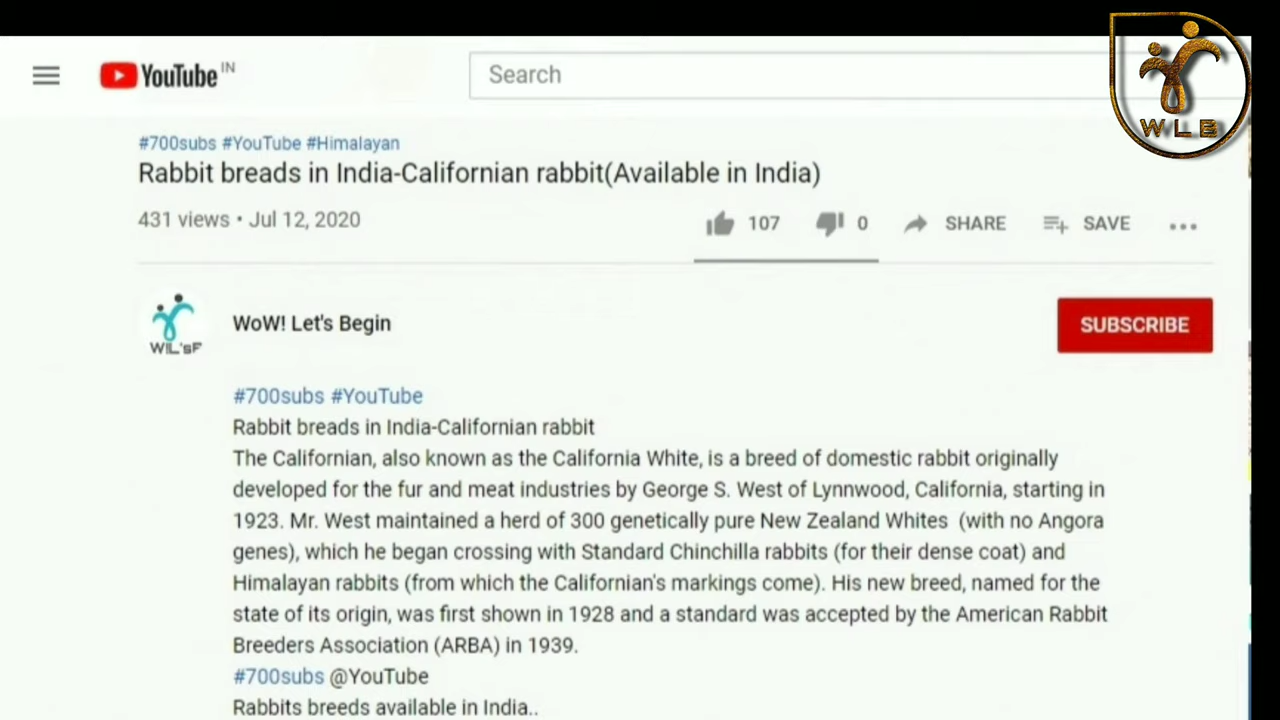 WLB
YouTube IN
Search
#700subs #YouTube #Himalayan
Rabbit breads in India-Californian rabbit(Available in India)
431 views • Jul 12, 2020
107 0 SHARE SAVE
WIL'sF
WoW! Let's Begin
SUBSCRIBE
#700subs #YouTube
Rabbit breads in India-Californian rabbit
The Californian, also known as the California White, is a breed of domestic rabbit originally
developed for the fur and meat industries by George S. West of Lynnwood, California, starting in
1923. Mr. West maintained a herd of 300 genetically pure New Zealand Whites (with no Angora
genes), which he began crossing with Standard Chinchilla rabbits (for their dense coat) and
Himalayan rabbits (from which the Californian's markings come). His new breed, named for the
state of its origin, was first shown in 1928 and a standard was accepted by the American Rabbit
Breeders Association (ARBA) in 1939.
#700subs @YouTube
Rabbits breeds available in India..